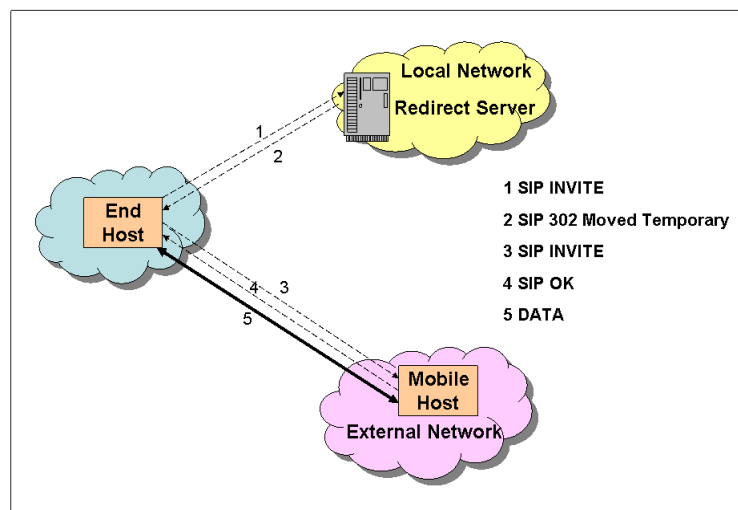 Local Network
Redirect Server
1
2
End
Host
1 SIP INVITE
2 SIP 302 Moved Temporary
3 SIP INVITE
4 SIP OK
5 DATA
4
3
5
Mobile
Host
External Network